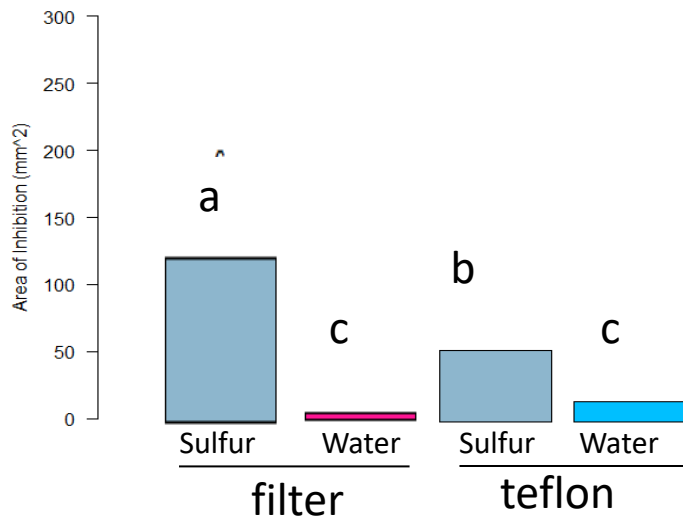 300
250
200
150
100
50
0
Area of Inhibition (mm^2)
a
b
c
c
Sulfur
Water
Sulfur
Water
filter
teflon